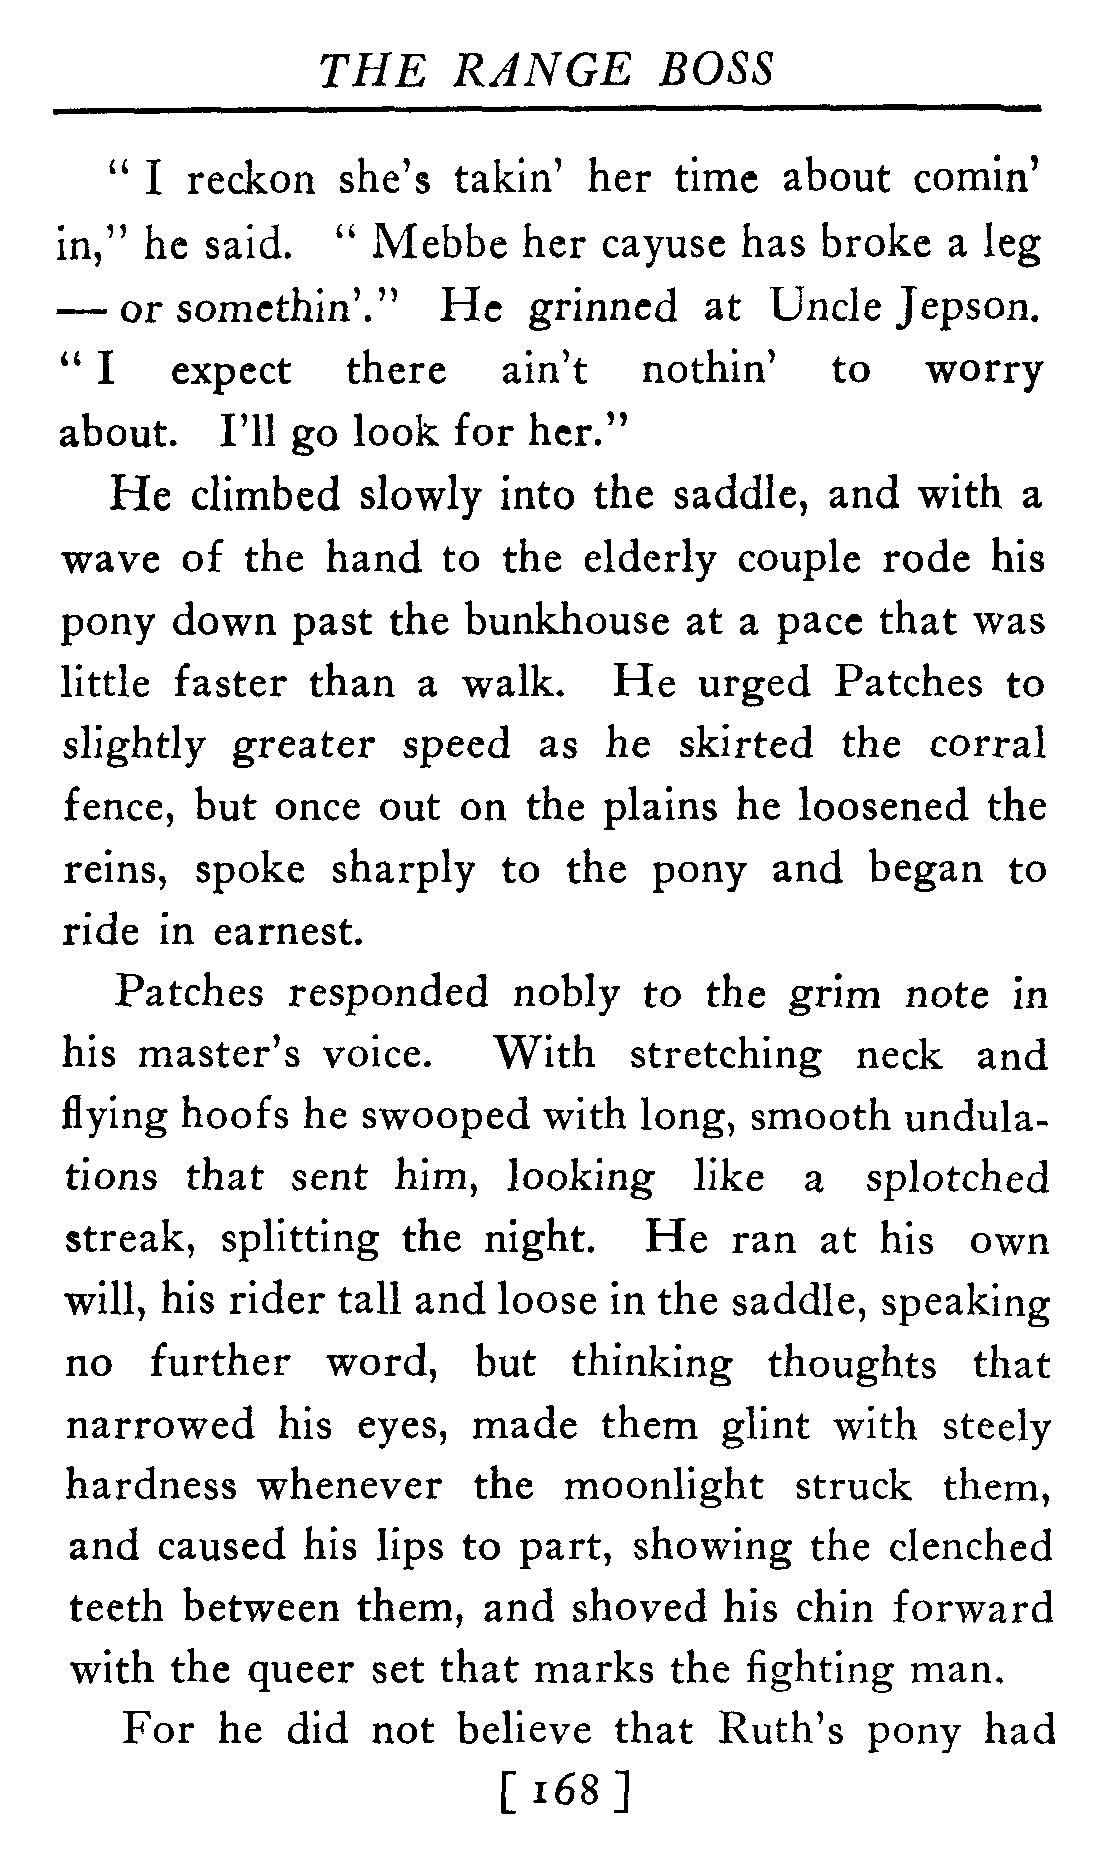 THE RANGE BOSS
“ I reckon she’s takin’ her time about comin’
in,” he said. “ Mebbe her cayuse has broke a leg
— or somethin’.” He grinned at Uncle Jepson.
“ I expect there ain’t nothin’ to worry
about. I’ll go look for her.”
He climbed slowly into the saddle, and with a
wave of the hand to the elderly couple rode his
pony down past the bunkhouse at a pace that was
little faster than a walk. He urged Patches to
slightly greater speed as he skirted the corral
fence, but once out on the plains he loosened the
reins, spoke sharply to the pony and began to
ride in earnest.
Patches responded nobly to the grim note in
his master’s voice. With stretching neck and
flying hoofs he swooped with long, smooth undula-
tions that sent him, looking like a splotched
streak, splitting the night. He ran at his own
will, his rider tall and loose in the saddle, speaking
no further word, but thinking thoughts that
narrowed his eyes, made them glint with steely
hardness whenever the moonlight struck them,
and caused his lips to part, showing the clenched
teeth between them, and shoved his chin forward
with the queer set that marks the fighting man.
For he did not believe that Ruth’s pony had
[ 168 ]